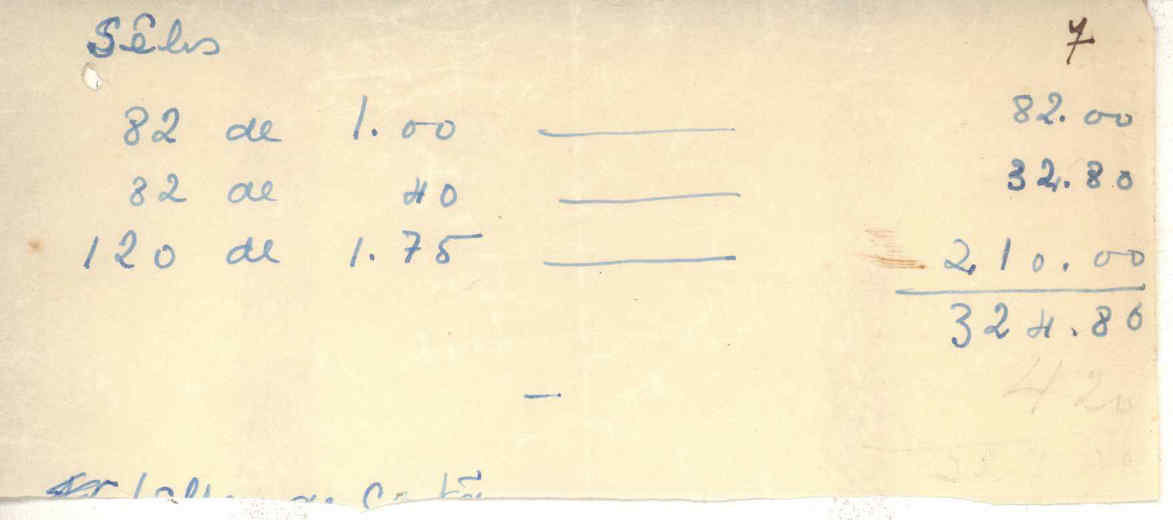 Sêlos 7
82 de 1.00 —— 82.00
82 de 40 —— 32.80
120 de 1.75 —— 210.00
324.80
—
42